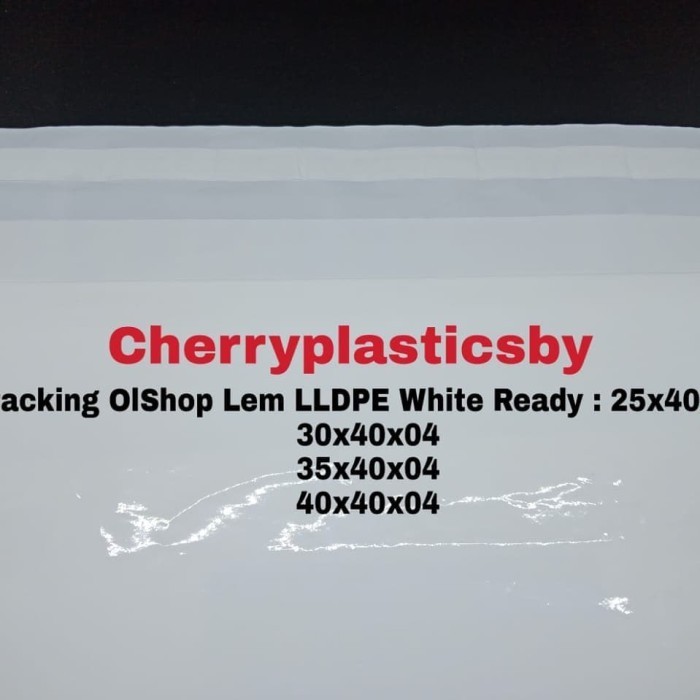 Cherryplasticsby
acking OlShop Lem LLDPE White Ready : 25x40
30x40x04
35x40x04
40x40x04